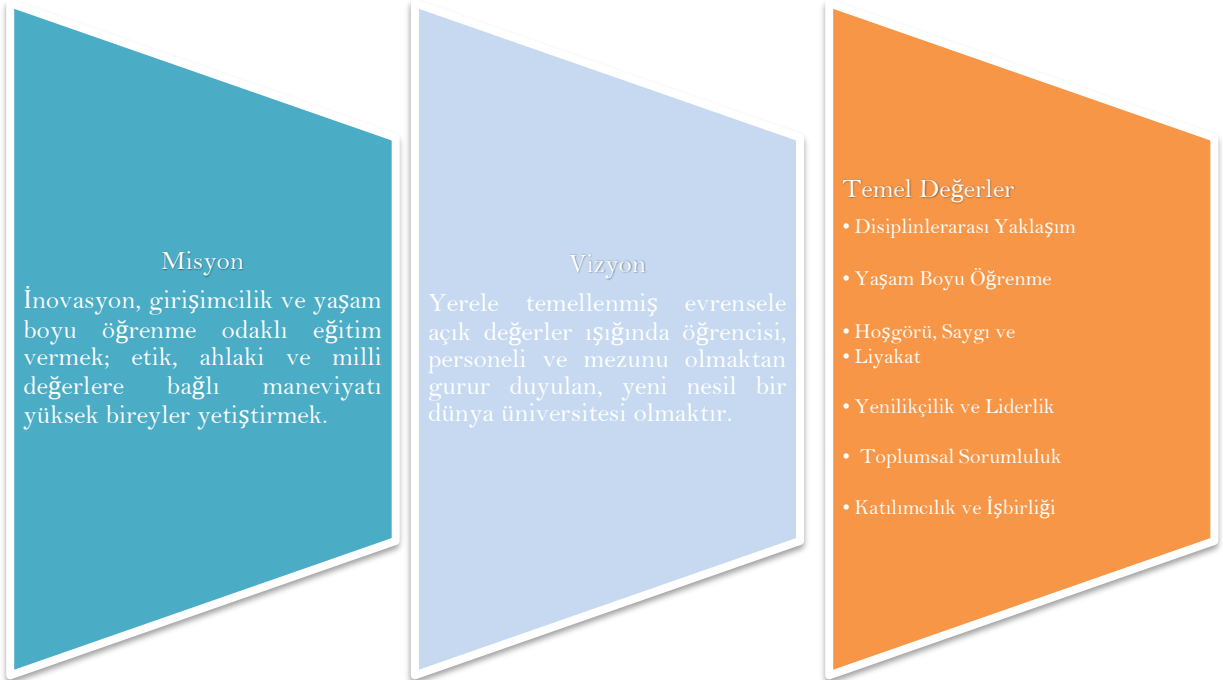 Misyon
İnovasyon, girişimcilik ve yaşam
boyu öğrenme odaklı eğitim
vermek; etik, ahlaki ve milli
değerlere bağlı maneviyatı
yüksek bireyler yetiştirmek.
Vizyon
Yerele temellenmiş evrensele
açık değerler ışığında öğrencisi,
personeli ve mezunu olmaktan
gurur duyulan, yeni nesil bir
dünya üniversitesi olmaktır.
Temel Değerler
• Disiplinlerarası Yaklaşım
• Yaşam Boyu Öğrenme
• Hoşgörü, Saygı ve
• Liyakat
• Yenilikçilik ve Liderlik
• Toplumsal Sorumluluk
• Katılımcılık ve İşbirliği